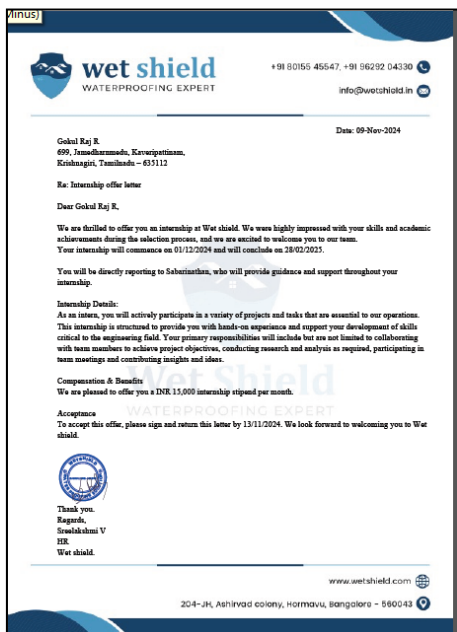 Minus)
wet shield
WATERPROOFING EXPERT
+91 80155 45547, +91 96292 04330
info@wetshield.in
Date: 09-Nov-2024
Gokul Raj R
699, Jamedharnmedu, Kaveripattinam,
Krishnagiri, Tamilnadu – 635112
Re: Internship offer letter
Dear Gokul Raj R,
We are thrilled to offer you an internship at Wet shield. We were highly impressed with your skills and academic
achievements during the selection process, and we are excited to welcome you to our team.
Your internship will commence on 01/12/2024 and will conclude on 28/02/2025.
You will be directly reporting to Sabarinathan, who will provide guidance and support throughout your
internship.
Internship Details:
As an intern, you will actively participate in a variety of projects and tasks that are essential to our operations.
This internship is structured to provide you with hands-on experience and support your development of skills
critical to the engineering field. Your primary responsibilities will include but are not limited to collaborating
with team members to achieve project objectives, conducting research and analysis as required, participating in
team meetings and contributing insights and ideas.
Compensation & Benefits
Wet Shield
We are pleased to offer you a INR 15,000 internship stipend per month.
WATERPROOFING EXPERT
Acceptance
To accept this offer, please sign and return this letter by 13/11/2024. We look forward to welcoming you to Wet
shield.
Thank you.
Regards,
Sreelakshmi V
HR
Wet shield.
www.wetshield.com
204-JH, Ashirvad colony, Hormavu, Bangalore - 560043